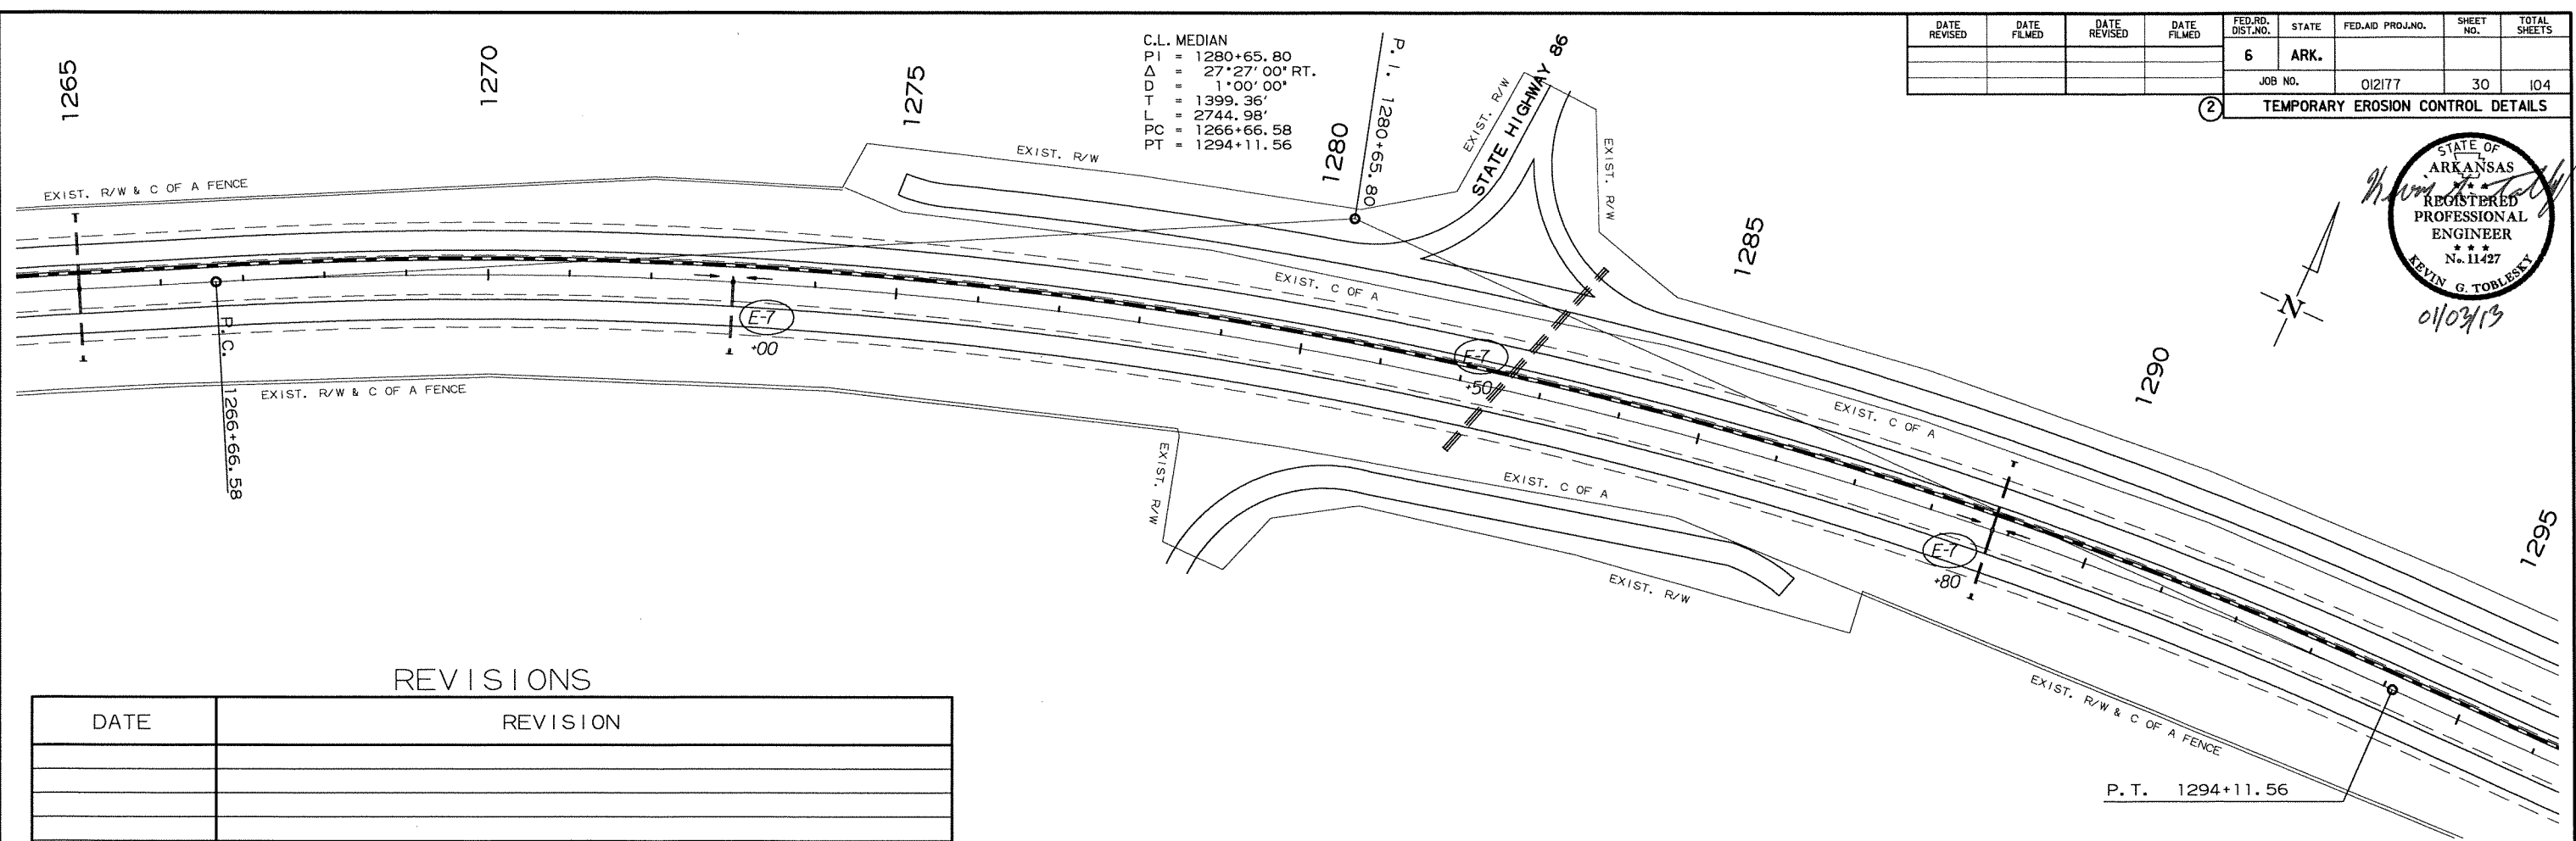 DATE REVISED
DATE FILMED
DATE REVISED
DATE FILMED
FED.RD. DIST.NO.
STATE
FED.AID PROJ.NO.
SHEET NO.
TOTAL SHEETS
6
ARK.
JOB NO.
012177
30
104
2
TEMPORARY EROSION CONTROL DETAILS
C.L. MEDIAN
PI = 1280+65.80
Δ = 27°27'00" RT.
D = 1°00'00"
T = 1399.36'
L = 2744.98'
PC = 1266+66.58
PT = 1294+11.56
1265
1270
1275
1280
1285
1290
1295
P.I. 1280+65.80
STATE HIGHWAY 86
EXIST. R/W
EXIST. R/W
EXIST. R/W
EXIST. R/W & C OF A FENCE
EXIST. C OF A
P.C. 1266+66.58
E-7
+00
EXIST. R/W & C OF A FENCE
E-7
+50
EXIST. C OF A
EXIST. R/W
EXIST. C OF A
EXIST. R/W
E-7
+80
EXIST. R/W & C OF A FENCE
P.T. 1294+11.56
N
STATE OF
ARKANSAS
REGISTERED
PROFESSIONAL
ENGINEER
No. 11427
KEVIN G. TOBLESKY
01/03/13
REVISIONS
DATE
REVISION